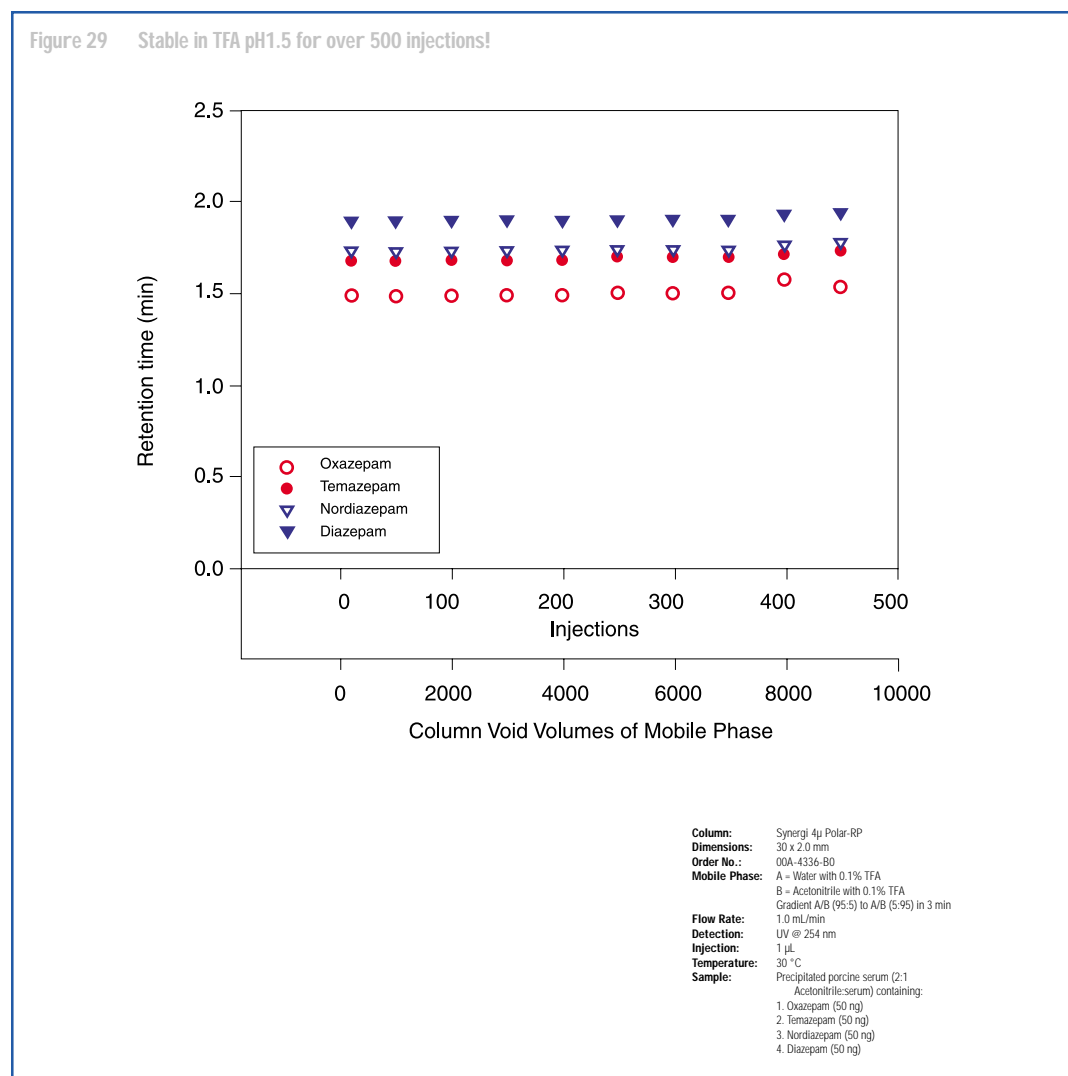 Figure 29 Stable in TFA pH1.5 for over 500 injections!
2.5
2.0
1.5
1.0
0.5
0.0
Retention time (min)
Oxazepam
Temazepam
Nordiazepam
Diazepam
0 100 200 300 400 500
Injections
0 2000 4000 6000 8000 10000
Column Void Volumes of Mobile Phase
Column: Synergi 4µ Polar-RP
Dimensions: 30 x 2.0 mm
Order No.: 00A-4336-B0
Mobile Phase: A = Water with 0.1% TFA
B = Acetonitrile with 0.1% TFA
Gradient A/B (95:5) to A/B (5:95) in 3 min
Flow Rate: 1.0 mL/min
Detection: UV @ 254 nm
Injection: 1 µL
Temperature: 30 °C
Sample: Precipitated porcine serum (2:1
Acetonitrile:serum) containing:
1. Oxazepam (50 ng)
2. Temazepam (50 ng)
3. Nordiazepam (50 ng)
4. Diazepam (50 ng)